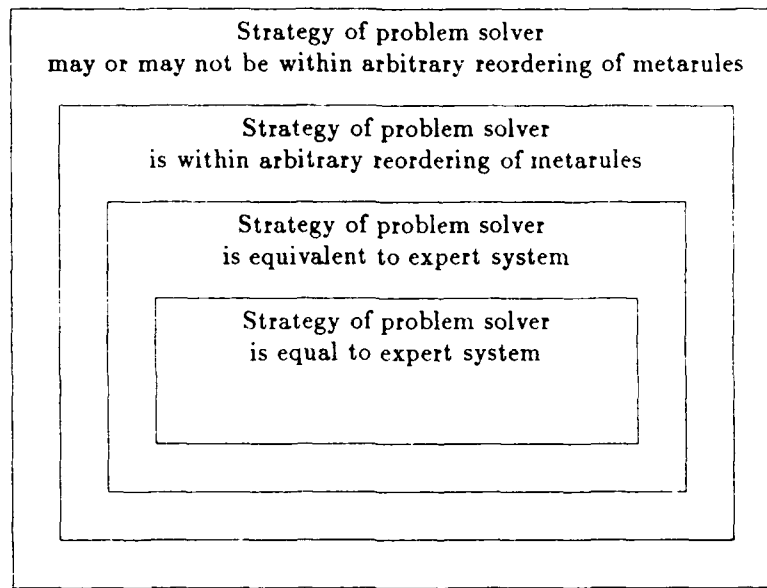 Strategy of problem solver
may or may not be within arbitrary reordering of metarules
Strategy of problem solver
is within arbitrary reordering of metarules
Strategy of problem solver
is equivalent to expert system
Strategy of problem solver
is equal to expert system